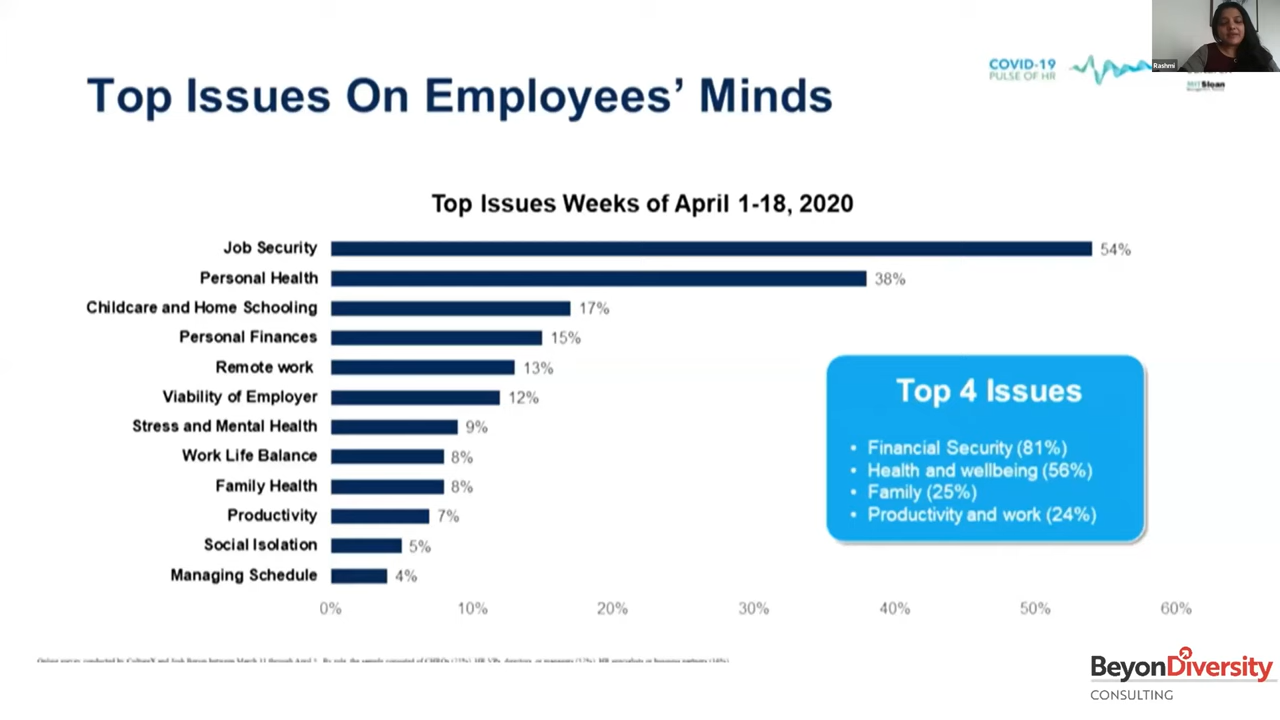 Top Issues On Employees’ Minds
COVID-19
PULSE OF HR
Rashmi
MIT Sloan
Top Issues Weeks of April 1-18, 2020
Job Security 54%
Personal Health 38%
Childcare and Home Schooling 17%
Personal Finances 15%
Remote work 13%
Viability of Employer 12%
Stress and Mental Health 9%
Work Life Balance 8%
Family Health 8%
Productivity 7%
Social Isolation 5%
Managing Schedule 4%
0% 10% 20% 30% 40% 50% 60%
Top 4 Issues
• Financial Security (81%)
• Health and wellbeing (56%)
• Family (25%)
• Productivity and work (24%)
BeyonDiversity
CONSULTING